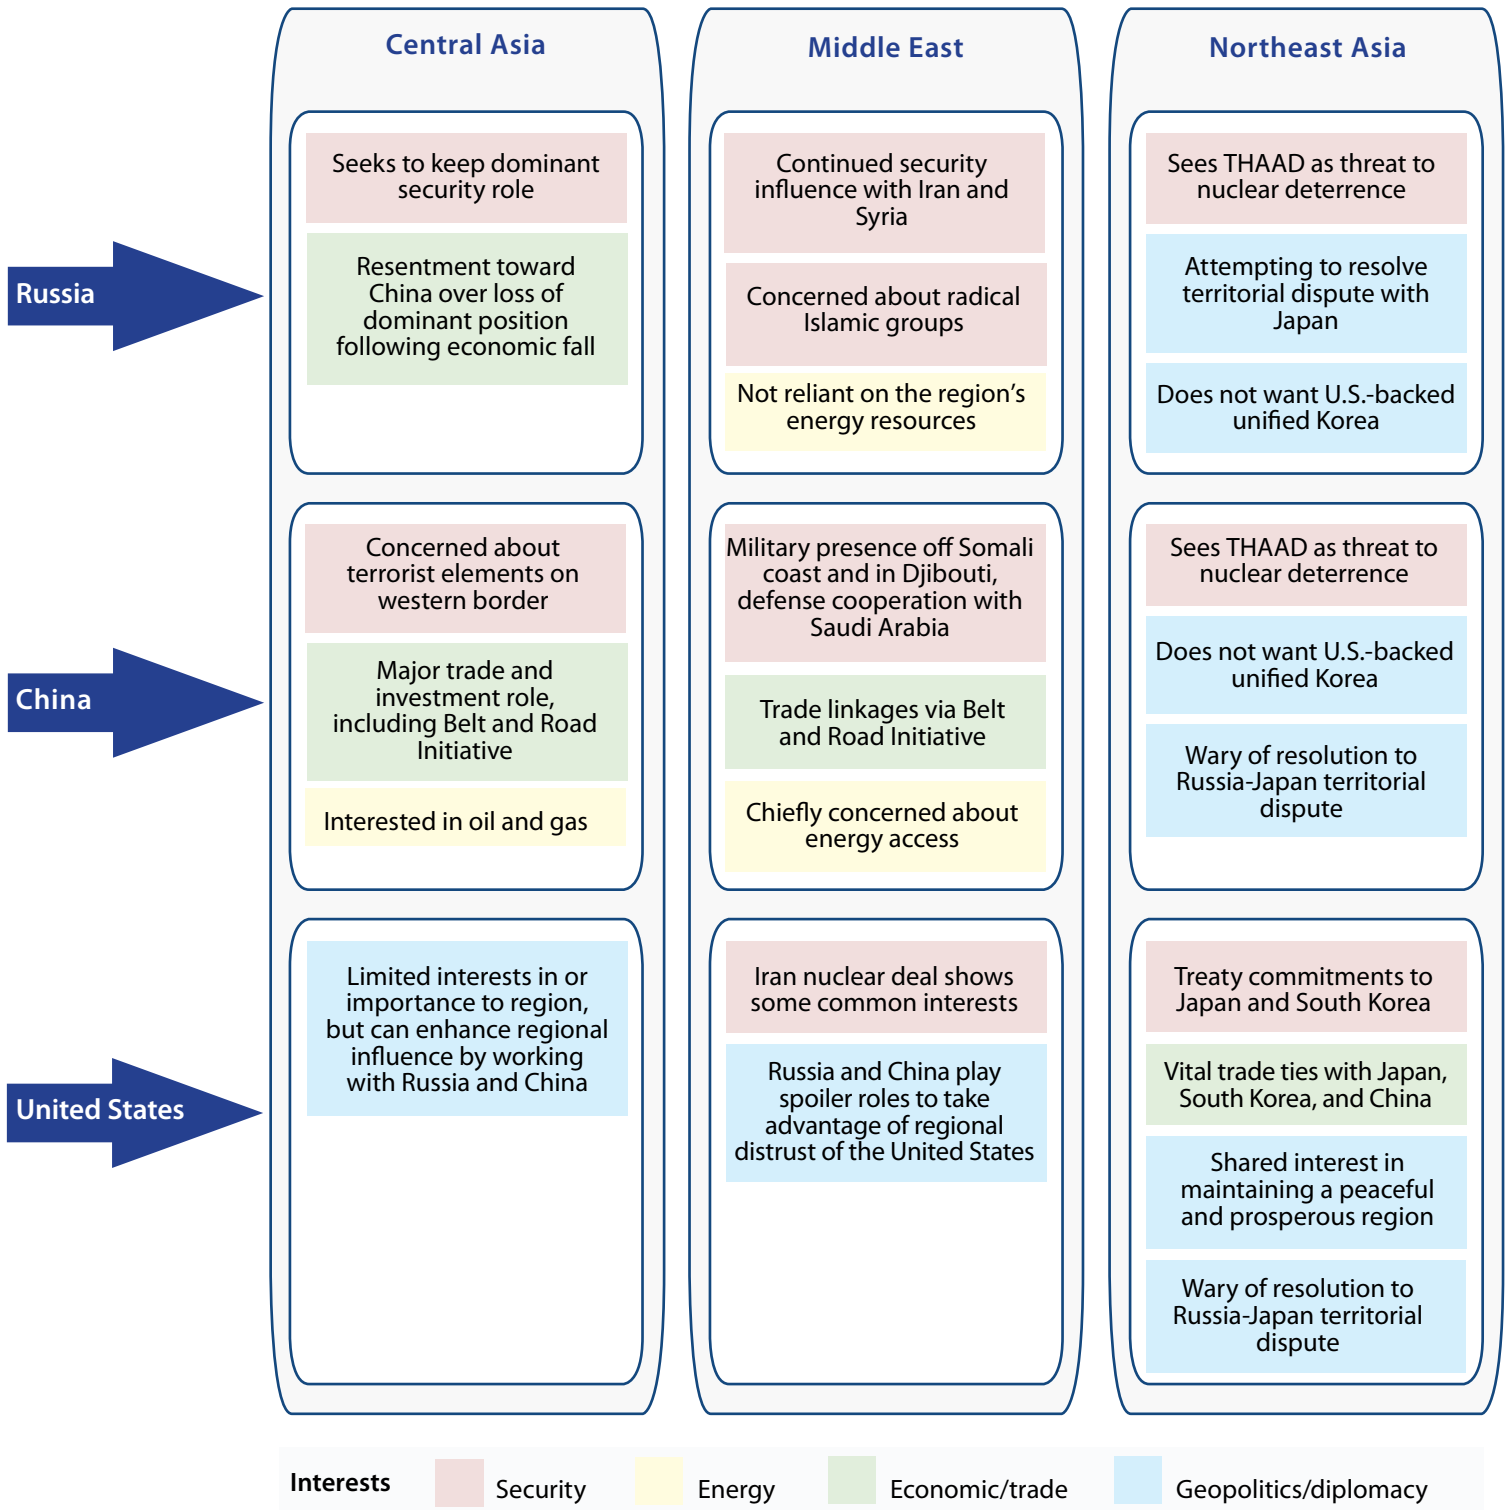 Central Asia
Middle East
Northeast Asia
Russia
Seeks to keep dominant
security role
Resentment toward
China over loss of
dominant position
following economic fall
Continued security
influence with Iran and
Syria
Concerned about radical
Islamic groups
Not reliant on the region’s
energy resources
Sees THAAD as threat to
nuclear deterrence
Attempting to resolve
territorial dispute with
Japan
Does not want U.S.-backed
unified Korea
China
Concerned about
terrorist elements on
western border
Major trade and
investment role,
including Belt and Road
Initiative
Interested in oil and gas
Military presence off Somali
coast and in Djibouti,
defense cooperation with
Saudi Arabia
Trade linkages via Belt
and Road Initiative
Chiefly concerned about
energy access
Sees THAAD as threat to
nuclear deterrence
Does not want U.S.-backed
unified Korea
Wary of resolution to
Russia-Japan territorial
dispute
United States
Limited interests in or
importance to region,
but can enhance regional
influence by working
with Russia and China
Iran nuclear deal shows
some common interests
Russia and China play
spoiler roles to take
advantage of regional
distrust of the United States
Treaty commitments to
Japan and South Korea
Vital trade ties with Japan,
South Korea, and China
Shared interest in
maintaining a peaceful
and prosperous region
Wary of resolution to
Russia-Japan territorial
dispute
Interests
Security
Energy
Economic/trade
Geopolitics/diplomacy